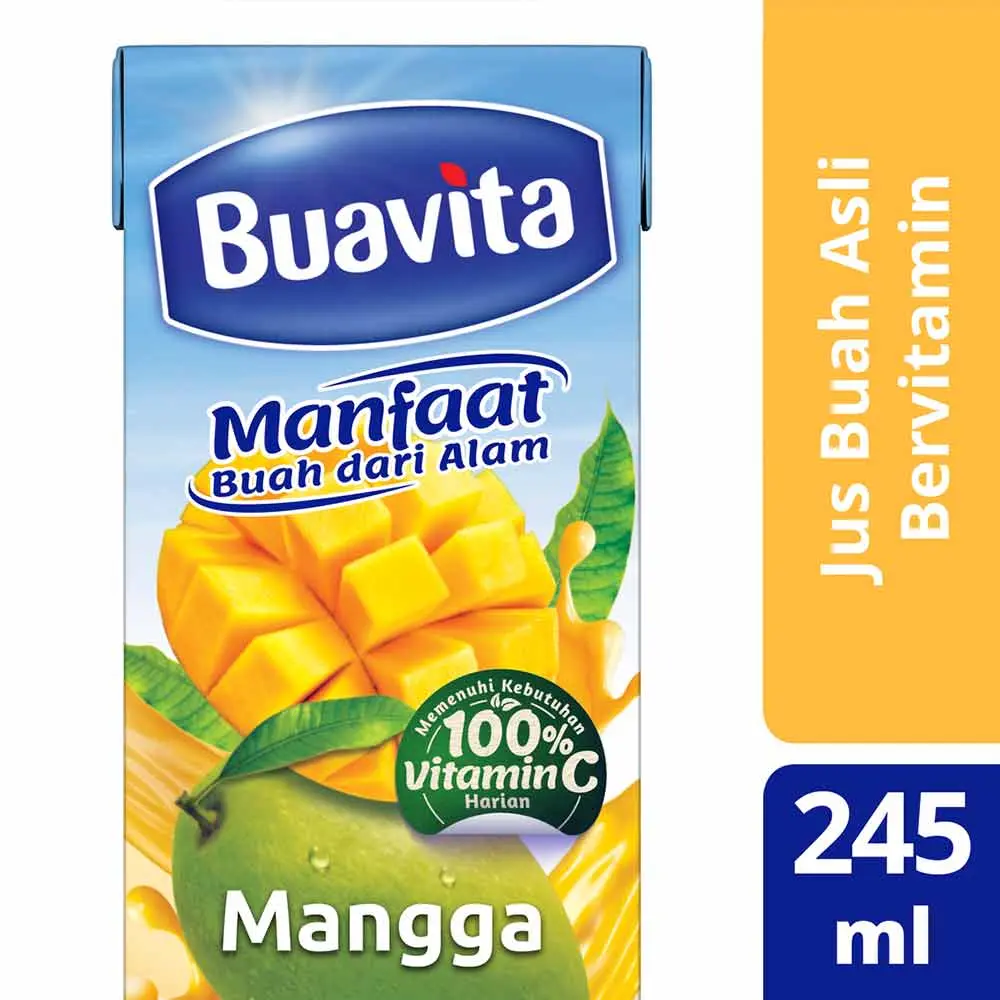 Buavita
Manfaat
Buah dari Alam
Memenuhi Kebutuhan
100%
Vitamin C
Harian
Mangga
Jus Buah Asli
Bervitamin
245
ml